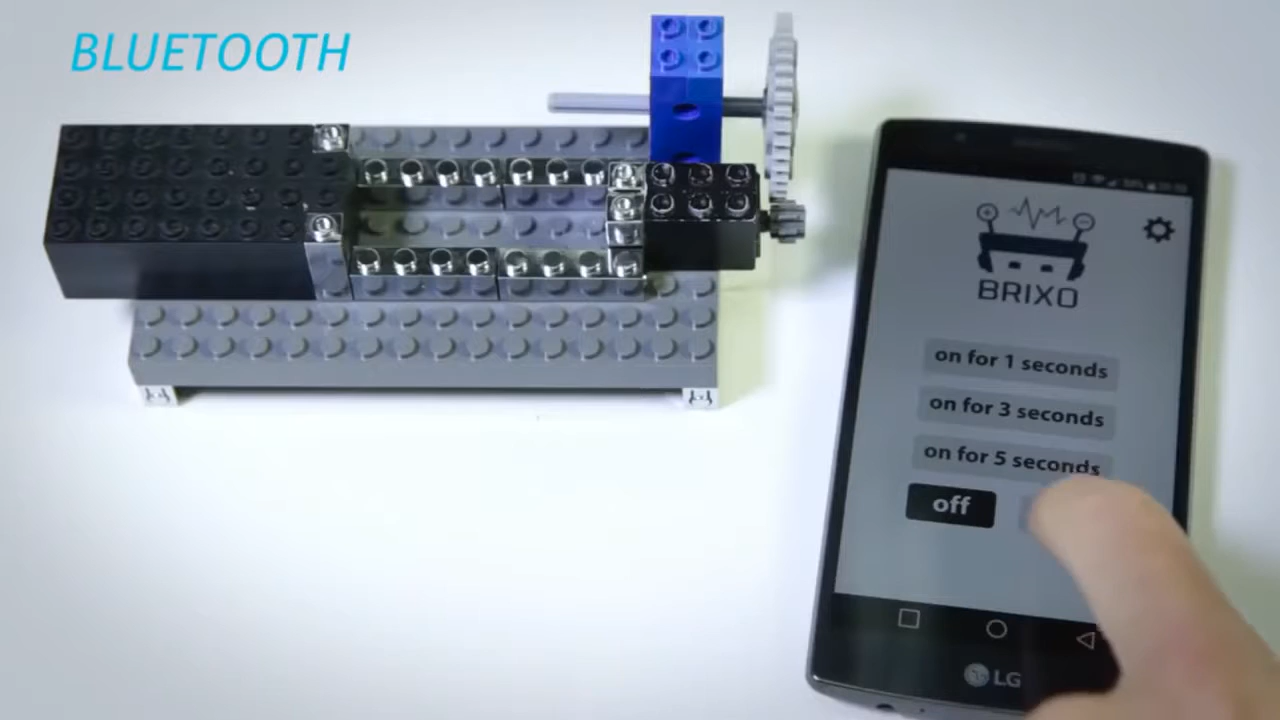 BLUETOOTH
BRIXO
on for 1 seconds
on for 3 seconds
on for 5 seconds
off
LG